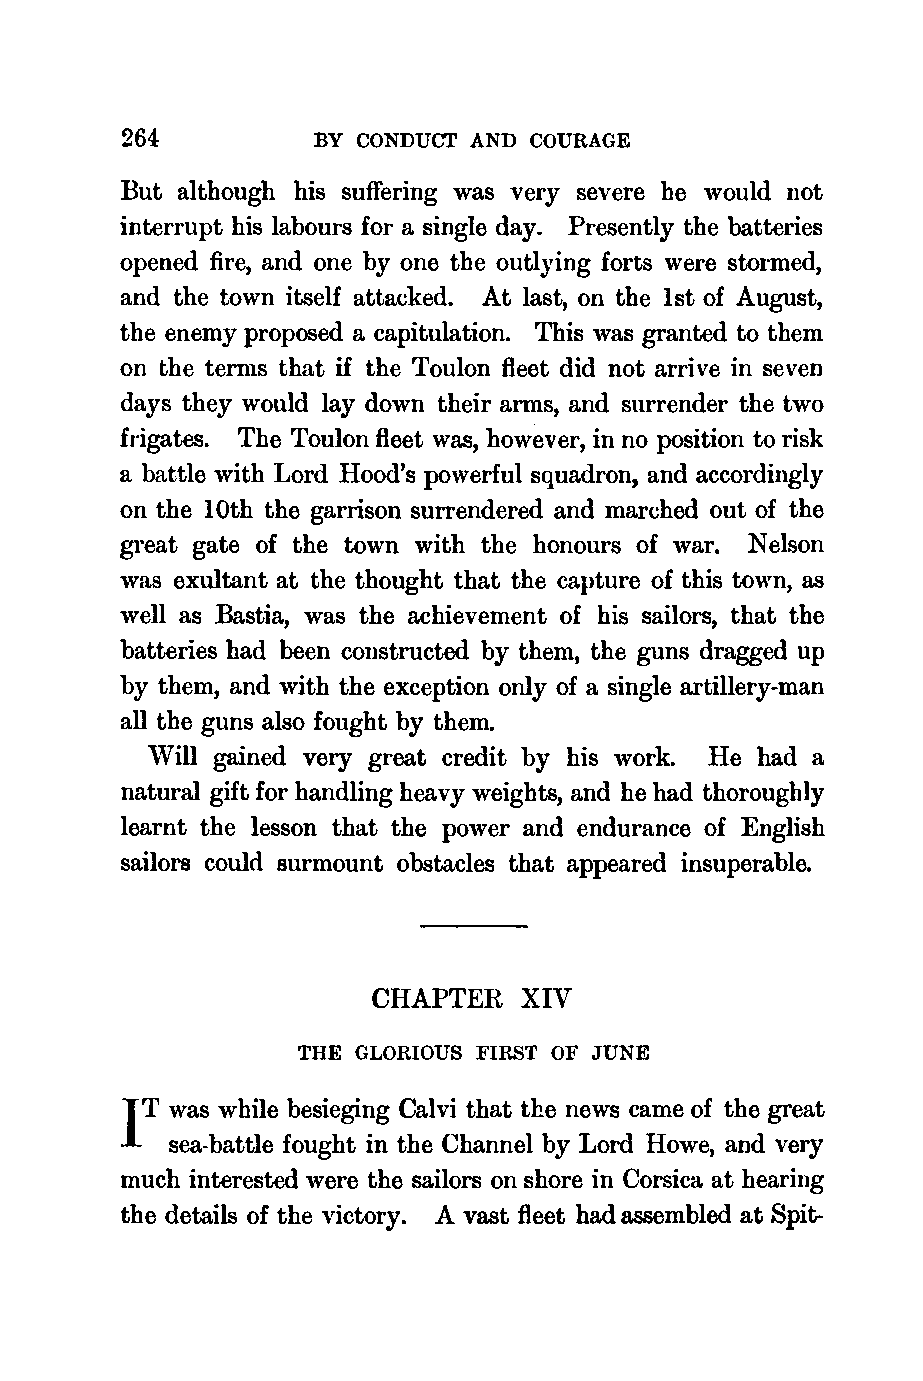 264 BY CONDUCT AND COURAGE
But although his suffering was very severe he would not
interrupt his labours for a single day. Presently the batteries
opened fire, and one by one the outlying forts were stormed,
and the town itself attacked. At last, on the 1st of August,
the enemy proposed a capitulation. This was granted to them
on the terms that if the Toulon fleet did not arrive in seven
days they would lay down their arms, and surrender the two
frigates. The Toulon fleet was, however, in no position to risk
a battle with Lord Hood's powerful squadron, and accordingly
on the 10th the garrison surrendered and marched out of the
great gate of the town with the honours of war. Nelson
was exultant at the thought that the capture of this town, as
well as Bastia, was the achievement of his sailors, that the
batteries had been constructed by them, the guns dragged up
by them, and with the exception only of a single artillery-man
all the guns also fought by them.
Will gained very great credit by his work. He had a
natural gift for handling heavy weights, and he had thoroughly
learnt the lesson that the power and endurance of English
sailors could surmount obstacles that appeared insuperable.
CHAPTER XIV
THE GLORIOUS FIRST OF JUNE
IT was while besieging Calvi that the news came of the great
sea-battle fought in the Channel by Lord Howe, and very
much interested were the sailors on shore in Corsica at hearing
the details of the victory. A vast fleet had assembled at Spit-